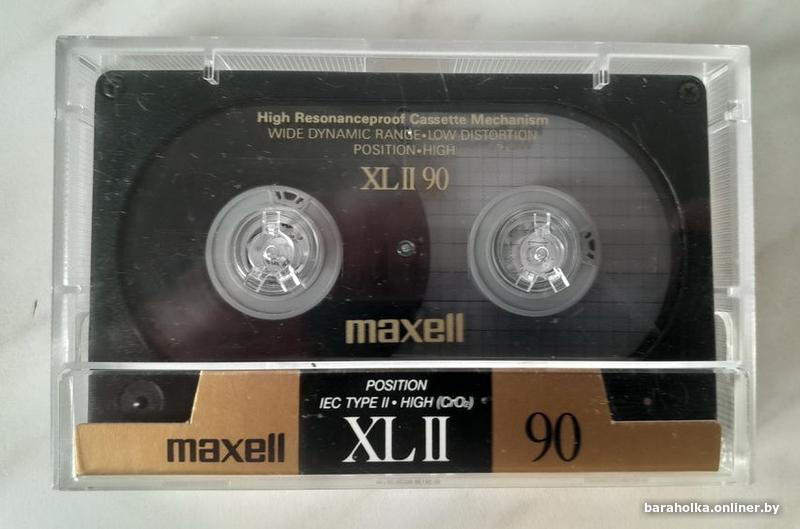 High Resonanceproof Cassette Mechanism
WIDE DYNAMIC RANGE•LOW DISTORTION
POSITION•HIGH
XL II 90
maxell
POSITION
IEC TYPE II • HIGH (CrO₂)
maxell XL II 90
baraholka.onliner.by